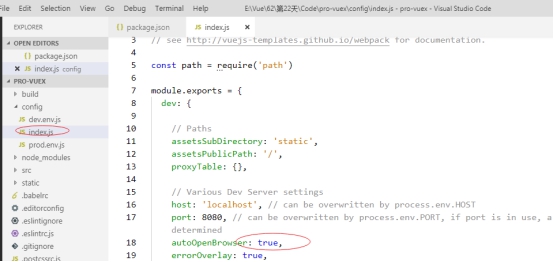 File Edit Selection View Go Debug Terminal Help E:\Vue\62\第22天\Code\pro-vuex\config\index.js - pro-vuex - Visual Studio Code
EXPLORER
OPEN EDITORS
{} package.json
× JS index.js config
PRO-VUEX
build
config
JS dev.env.js
JS index.js
JS prod.env.js
node_modules
src
static
.babelrc
.editorconfig
.eslintignore
.eslintrc.js
.gitignore
.postcssrc.js
{} package.json JS index.js ×
3 // see http://vuejs-templates.github.io/webpack for documentation.
4
5 const path = require('path')
6
7 module.exports = {
8 dev: {
9
10 // Paths
11 assetsSubDirectory: 'static',
12 assetsPublicPath: '/',
13 proxyTable: {},
14
15 // Various Dev Server settings
16 host: 'localhost', // can be overwritten by process.env.HOST
17 port: 8080, // can be overwritten by process.env.PORT, if port is in use, a
determined
18 autoOpenBrowser: true,
19 errorOverlay: true,